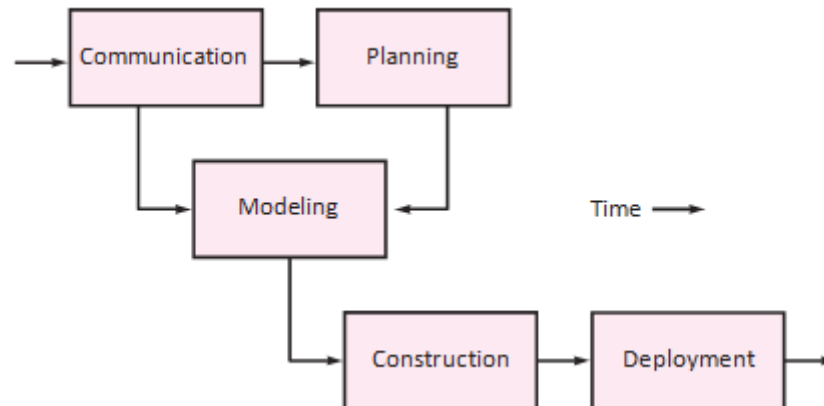 Communication
Planning
Modeling
Time
Construction
Deployment